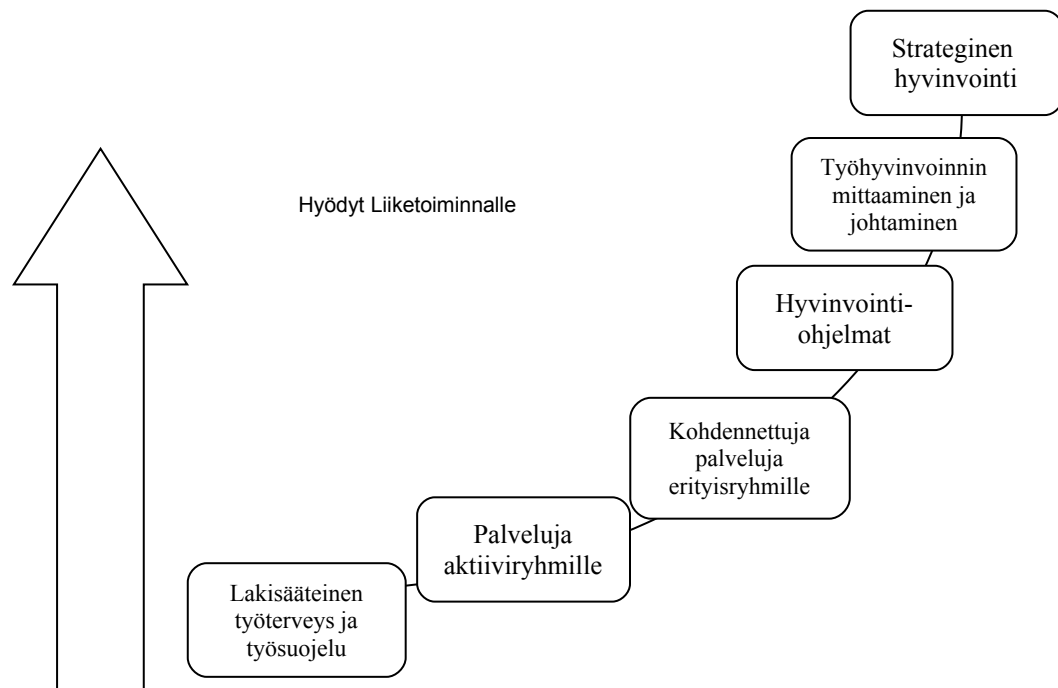 Strateginen
hyvinvointi
Työhyvinvoinnin
mittaaminen ja
johtaminen
Hyödyt Liiketoiminnalle
Hyvinvointi-
ohjelmat
Kohdennettuja
palveluja
erityisryhmille
Palveluja
aktiiviryhmille
Lakisääteinen
työterveys ja
työsuojelu